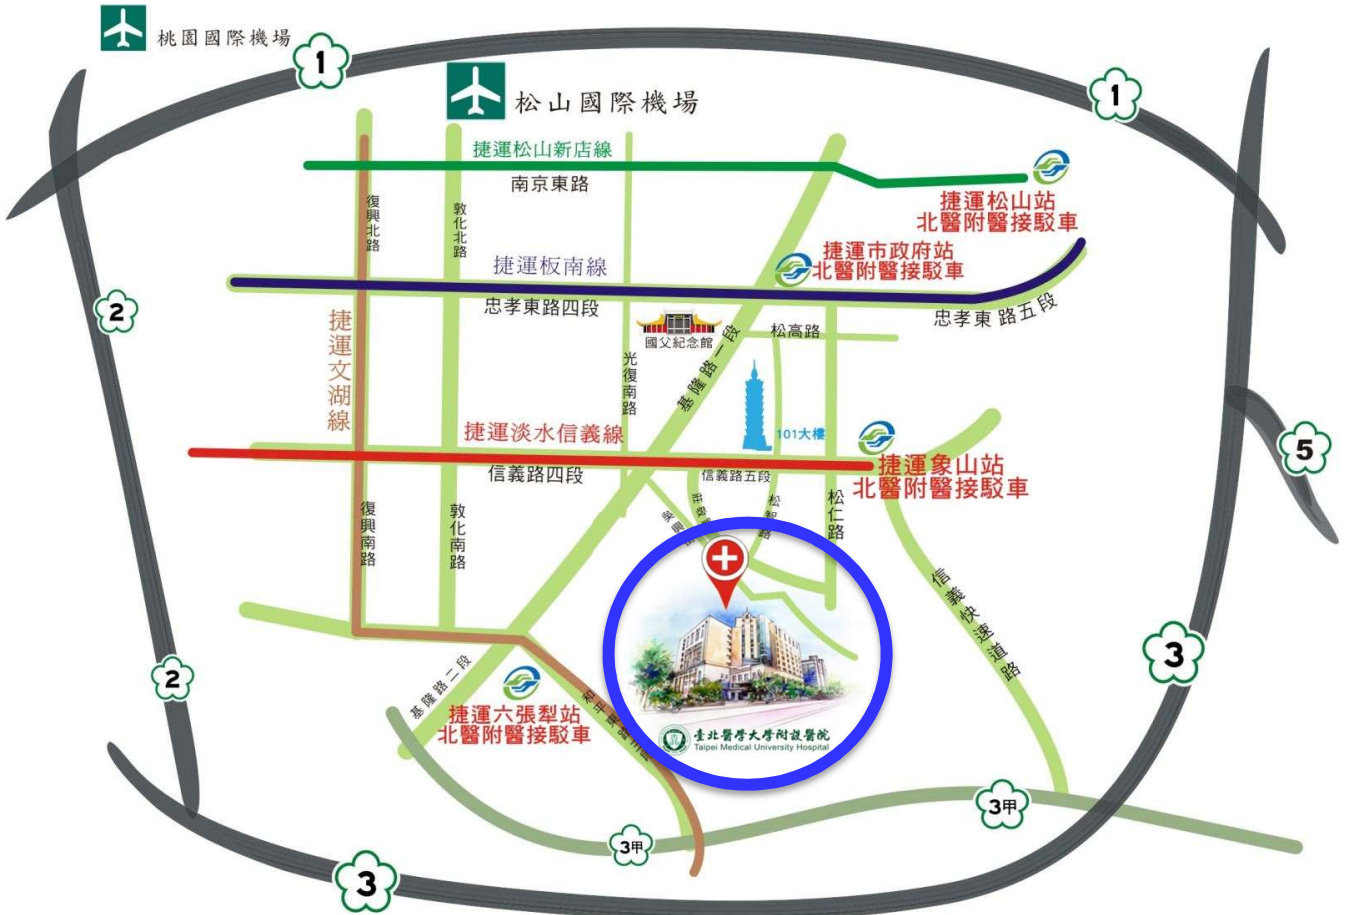 桃園國際機場
1
松山國際機場
1
捷運松山新店線
南京東路
捷運松山站
北醫附醫接駁車
復興北路
敦化北路
捷運市政府站
北醫附醫接駁車
捷運板南線
忠孝東路四段
忠孝東路五段
2
國父紀念館
松高路
捷運文湖線
光復南路
基隆路一段
101大樓
捷運淡水信義線
信義路四段
信義路五段
捷運象山站
北醫附醫接駁車
5
復興南路
敦化南路
松仁路
信義快速道路
2
3
基隆路二段
捷運六張犁站
北醫附醫接駁車
臺北醫學大學附設醫院
Taipei Medical University Hospital
3甲
3甲
3